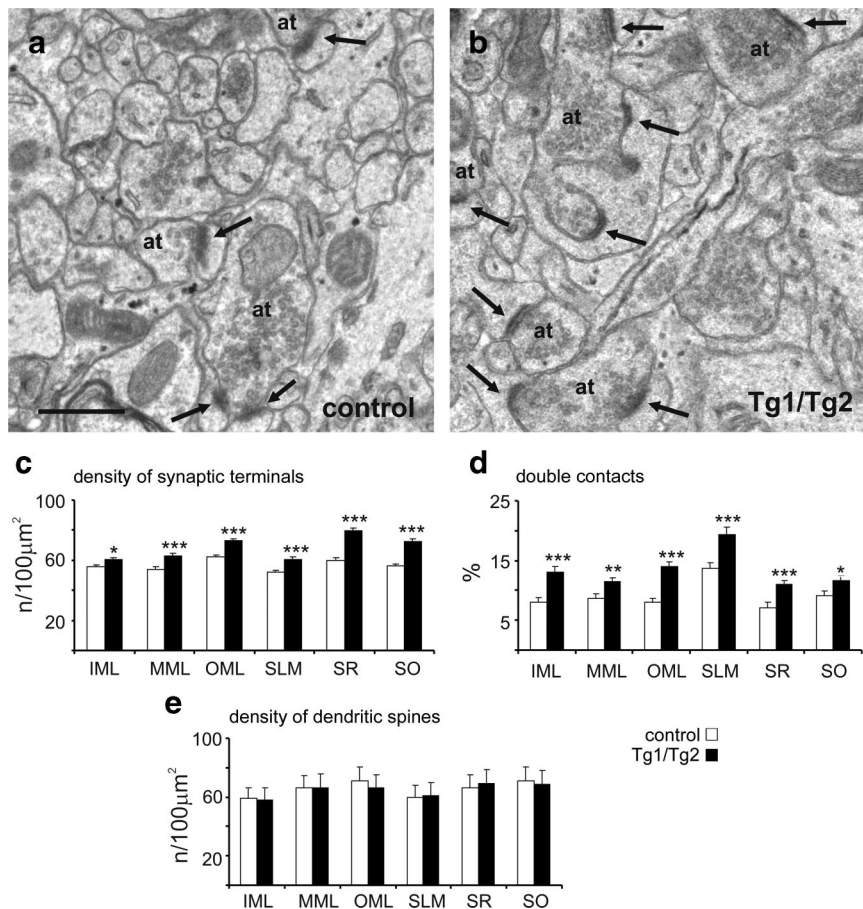 a
at
at
at
control
b
at
at
at
at
at
Tg1/Tg2
c
density of synaptic terminals
n/100µm²
100
60
20
IML MML OML SLM SR SO
* *** *** *** *** ***
d
double contacts
%
25
15
5
IML MML OML SLM SR SO
*** ** *** *** *** *
e
density of dendritic spines
n/100µm²
100
60
20
IML MML OML SLM SR SO
control
Tg1/Tg2